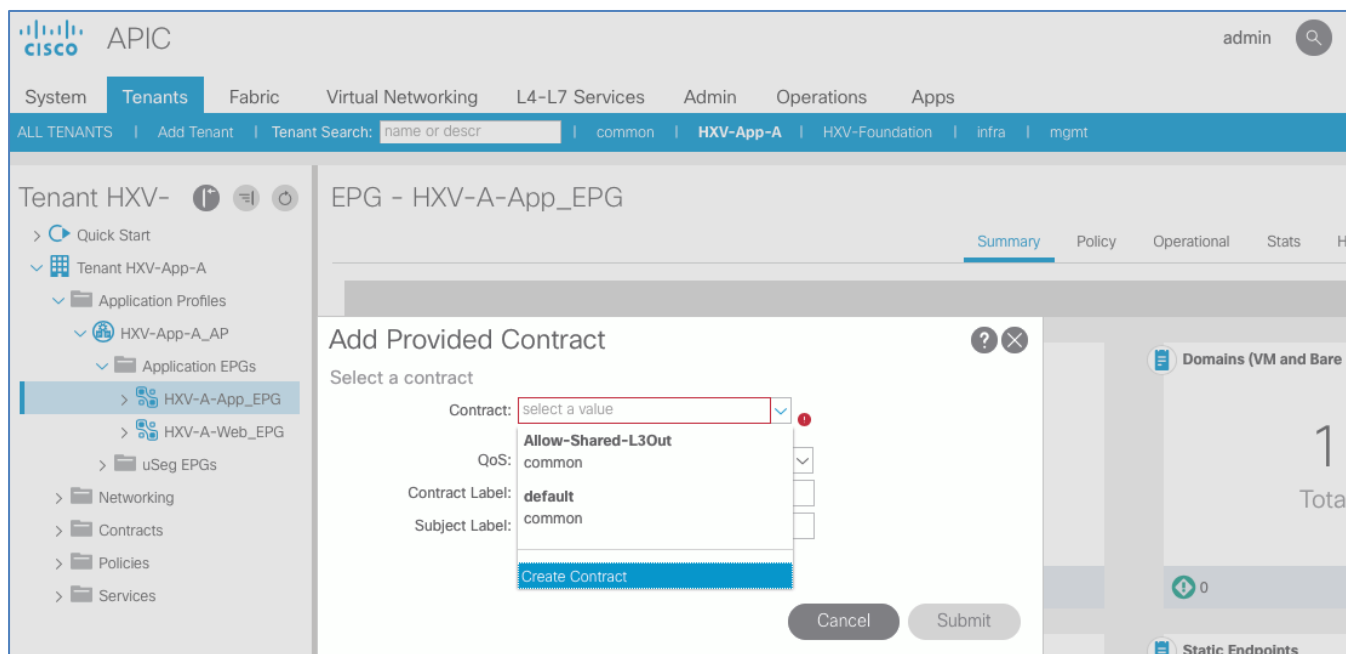 CISCO APIC admin
System Tenants Fabric Virtual Networking L4-L7 Services Admin Operations Apps
ALL TENANTS | Add Tenant | Tenant Search: name or descr | common | HXV-App-A | HXV-Foundation | infra | mgmt
Tenant HXV-
Quick Start
Tenant HXV-App-A
Application Profiles
HXV-App-A_AP
Application EPGs
HXV-A-App_EPG
HXV-A-Web_EPG
uSeg EPGs
Networking
Contracts
Policies
Services
EPG - HXV-A-App_EPG
Summary Policy Operational Stats H
Add Provided Contract ?
Select a contract
Contract: select a value
Allow-Shared-L3Out
QoS: common
Contract Label: default
Subject Label: common
Create Contract
Cancel Submit
Domains (VM and Bare
1
Tota
0
Static Endpoints